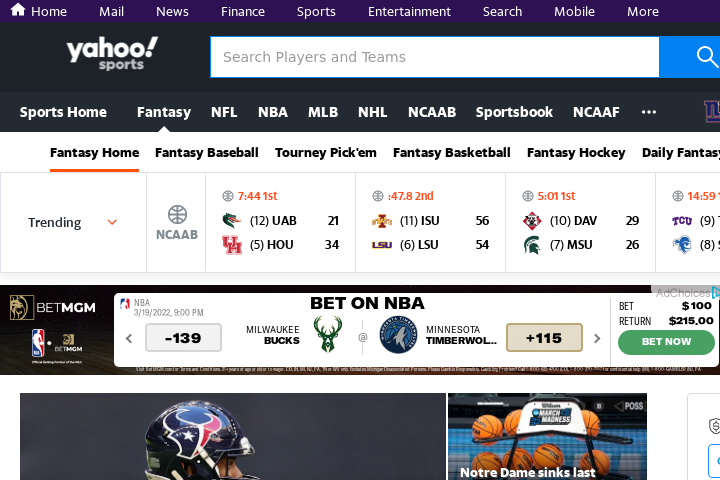 Home Mail News Finance Sports Entertainment Search Mobile More
yahoo!
sports
Search Players and Teams
Sports Home Fantasy NFL NBA MLB NHL NCAAB Sportsbook NCAAF ···
Fantasy Home Fantasy Baseball Tourney Pick'em Fantasy Basketball Fantasy Hockey Daily Fantasy
Trending
NCAAB
7:44 1st
(12) UAB 21
(5) HOU 34
:47.8 2nd
(11) ISU 56
(6) LSU 54
5:01 1st
(10) DAV 29
(7) MSU 26
14:59
TCU (9)
(8)
AdChoices
BETMGM
NBA
3/19/2022, 9:00 PM
BET ON NBA
-139
MILWAUKEE
BUCKS
@
MINNESOTA
TIMBERWOL...
+115
BET $100
RETURN $215.00
BET NOW
BETMGM
MARCH
MADNESS
POSS
Notre Dame sinks last